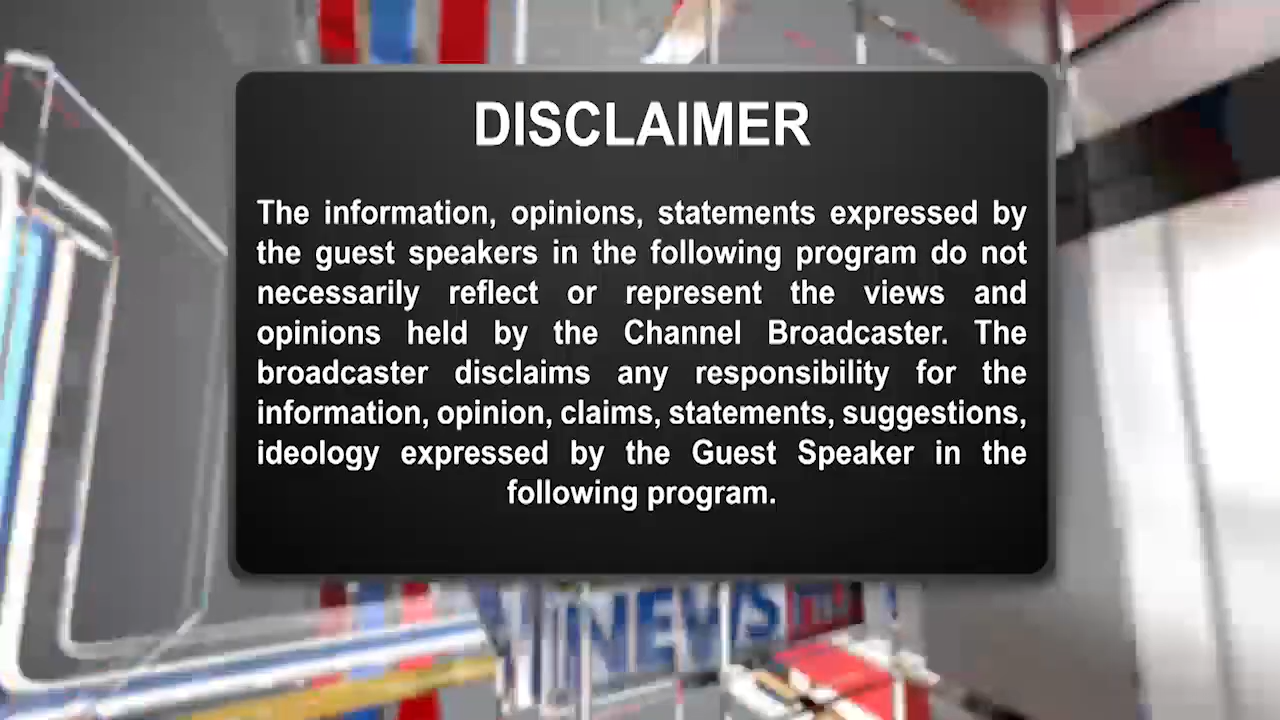 DISCLAIMER
The information, opinions, statements expressed by
the guest speakers in the following program do not
necessarily reflect or represent the views and
opinions held by the Channel Broadcaster. The
broadcaster disclaims any responsibility for the
information, opinion, claims, statements, suggestions,
ideology expressed by the Guest Speaker in the
following program.
NEWS